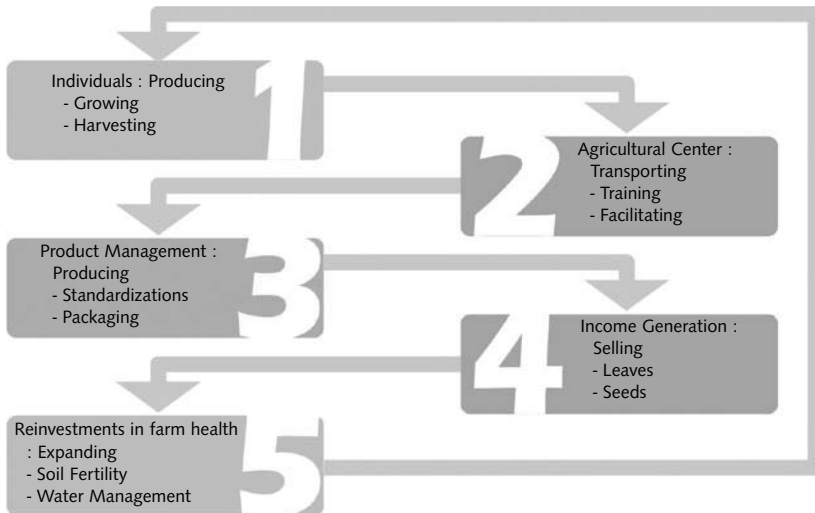 1
Individuals : Producing
- Growing
- Harvesting
2
Agricultural Center :
Transporting
- Training
- Facilitating
3
Product Management :
Producing
- Standardizations
- Packaging
4
Income Generation :
Selling
- Leaves
- Seeds
5
Reinvestments in farm health
: Expanding
- Soil Fertility
- Water Management